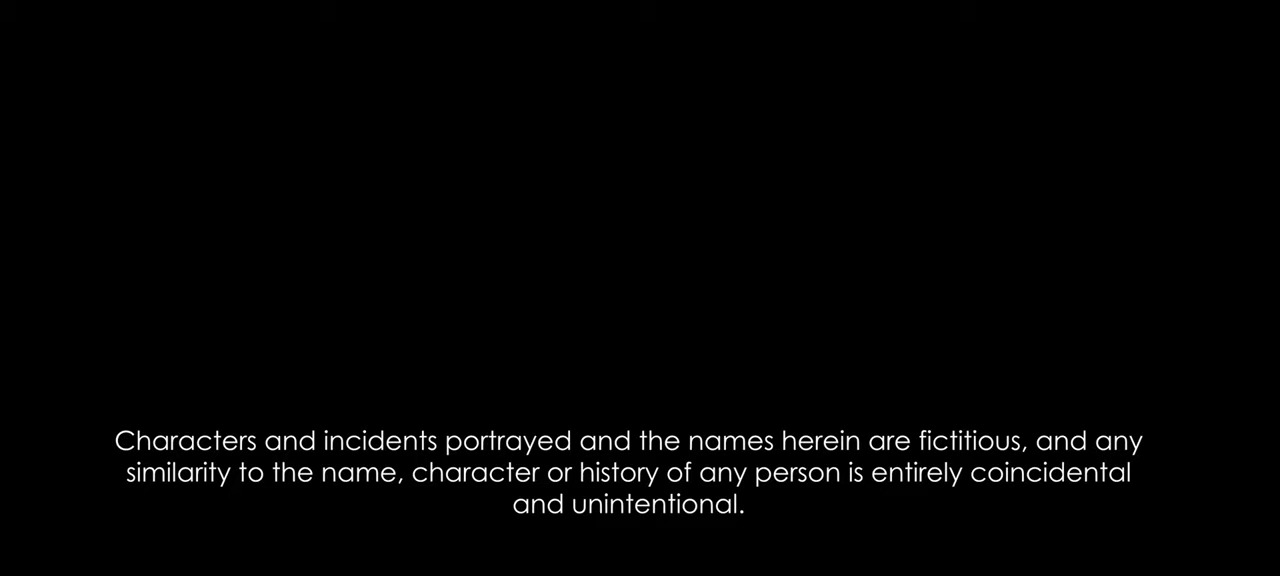 Characters and incidents portrayed and the names herein are fictitious, and any
similarity to the name, character or history of any person is entirely coincidental
and unintentional.